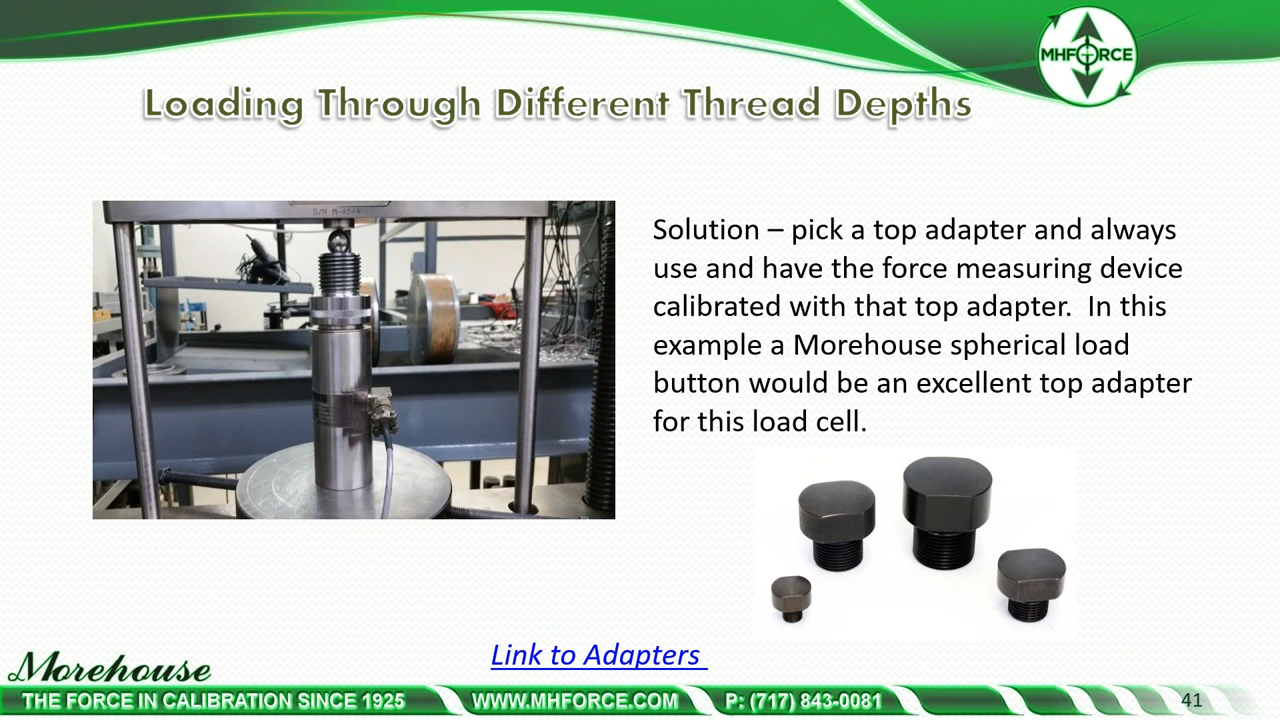 MHFORCE
Loading Through Different Thread Depths
Solution – pick a top adapter and always
use and have the force measuring device
calibrated with that top adapter.  In this
example a Morehouse spherical load
button would be an excellent top adapter
for this load cell.
Link to Adapters
Morehouse
THE FORCE IN CALIBRATION SINCE 1925
WWW.MHFORCE.COM
P: (717) 843-0081
41